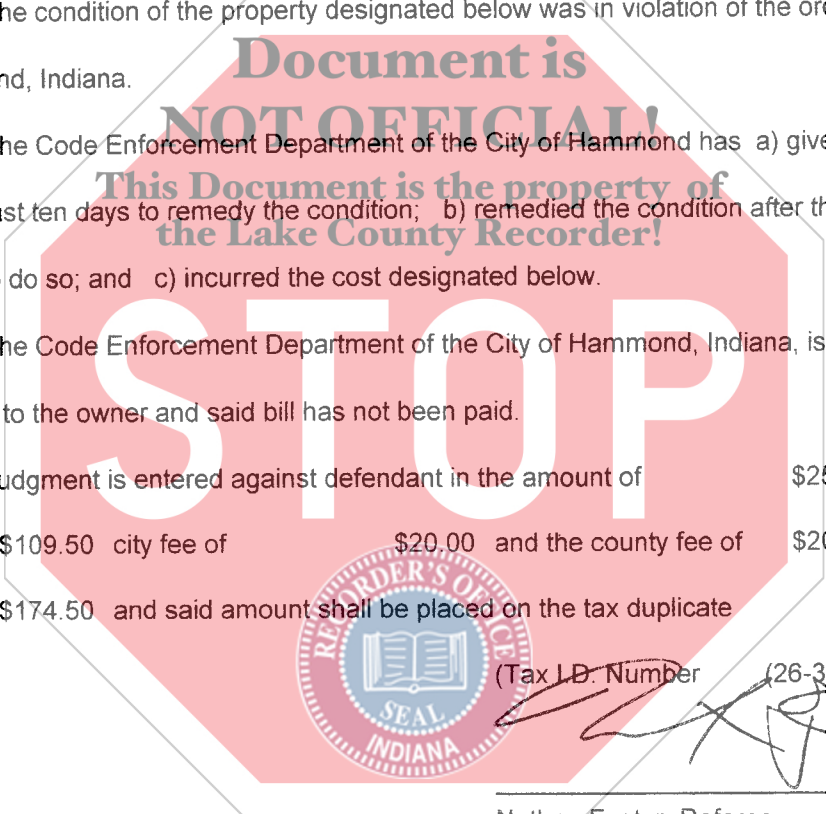 he condition of the property designated below was in violation of the or
Document is
nd, Indiana.
NOT OFFICIAL!
he Code Enforcement Department of the City of Hammond has a) give
This Document is the property of
st ten days to remedy the condition; b) remedied the condition after th
the Lake County Recorder!
do so; and c) incurred the cost designated below.
STOP
he Code Enforcement Department of the City of Hammond, Indiana, is
to the owner and said bill has not been paid.
udgment is entered against defendant in the amount of $25
$109.50 city fee of $20.00 and the county fee of $20
$174.50 and said amount shall be placed on the tax duplicate
RECORDER'S OFFICE
SEAL
INDIANA
(Tax I.D. Number (26-3